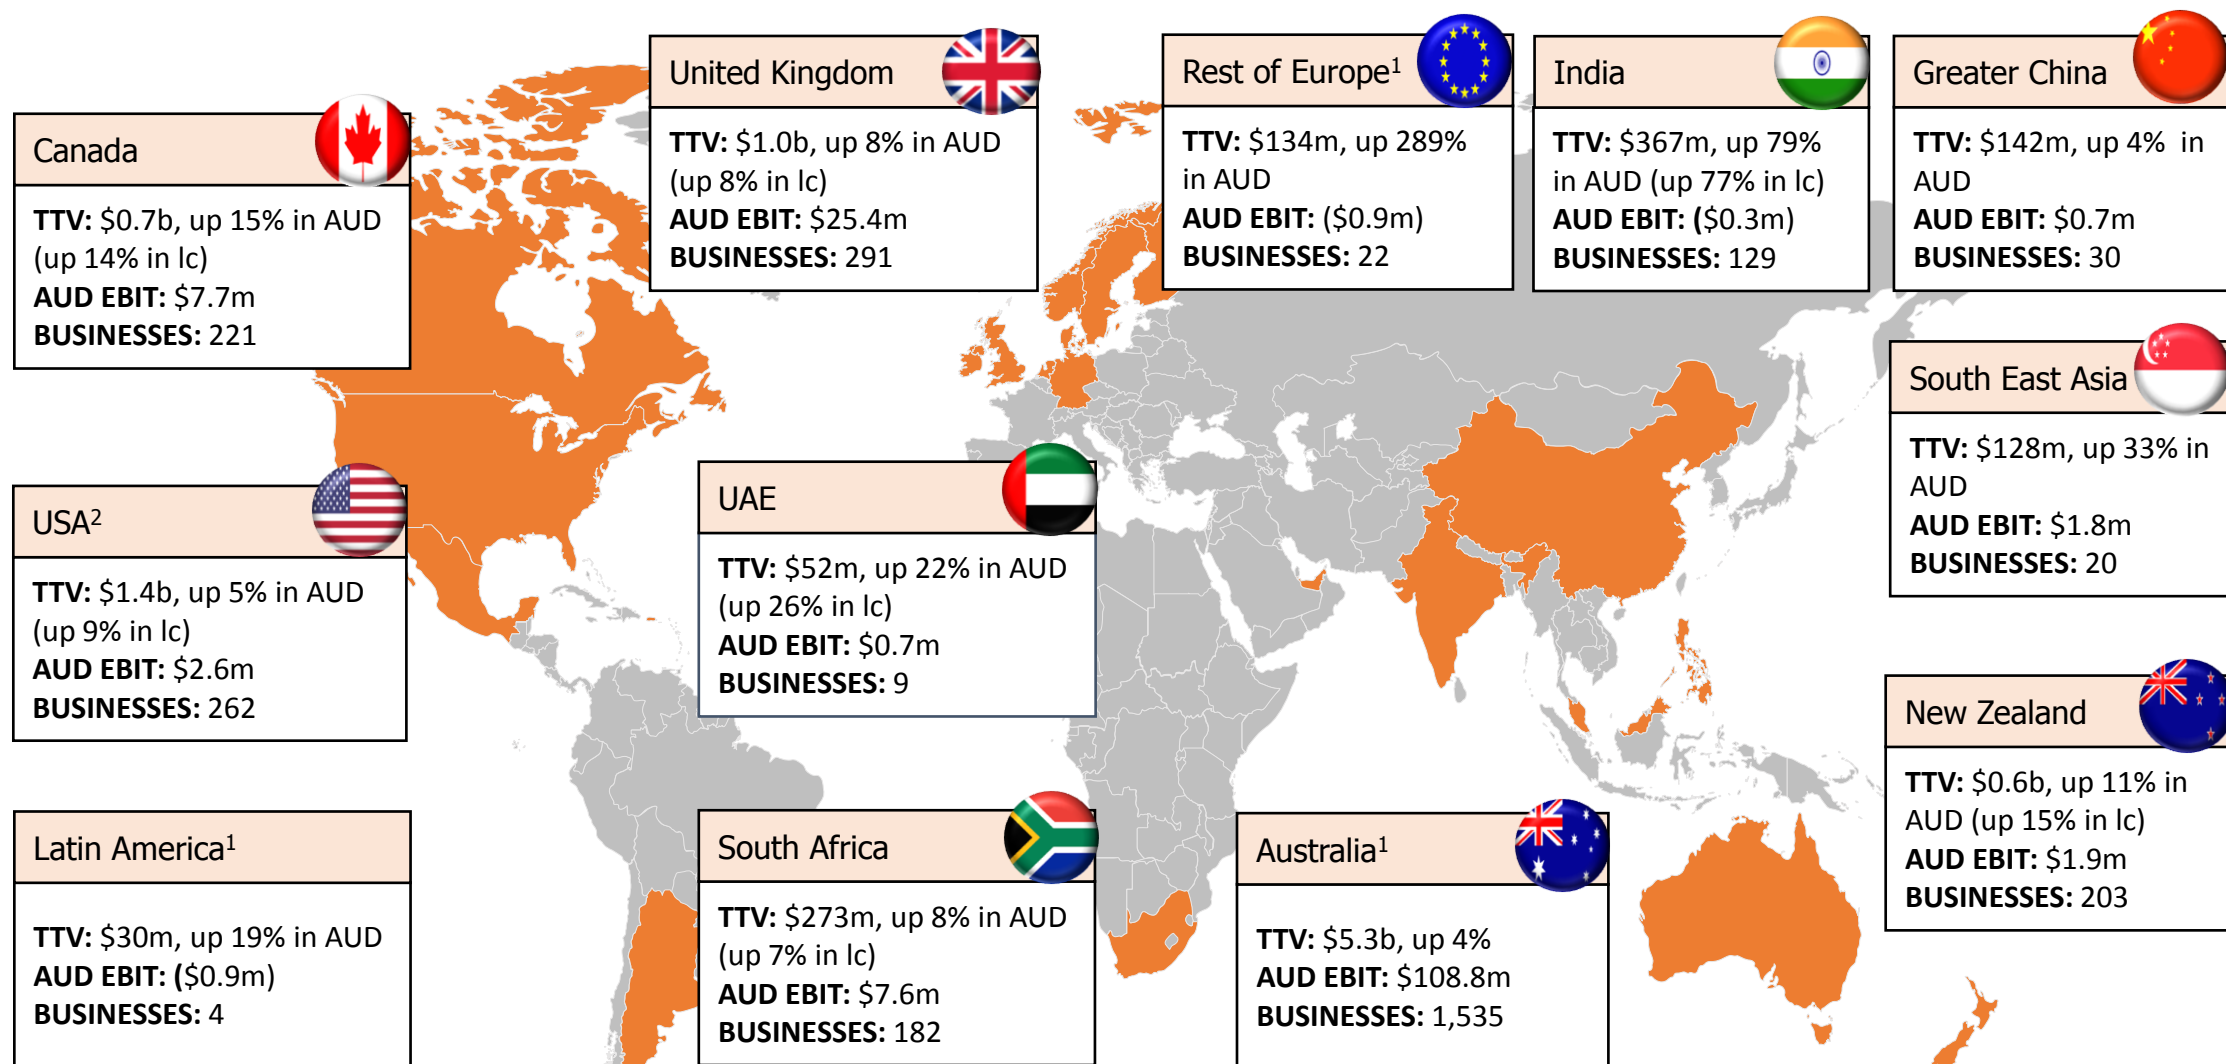 Canada
TTV: $0.7b, up 15% in AUD
(up 14% in lc)
AUD EBIT: $7.7m
BUSINESSES: 221
United Kingdom
TTV: $1.0b, up 8% in AUD
(up 8% in lc)
AUD EBIT: $25.4m
BUSINESSES: 291
Rest of Europe¹
TTV: $134m, up 289%
in AUD
AUD EBIT: ($0.9m)
BUSINESSES: 22
India
TTV: $367m, up 79%
in AUD (up 77% in lc)
AUD EBIT: ($0.3m)
BUSINESSES: 129
Greater China
TTV: $142m, up 4% in
AUD
AUD EBIT: $0.7m
BUSINESSES: 30
USA²
TTV: $1.4b, up 5% in AUD
(up 9% in lc)
AUD EBIT: $2.6m
BUSINESSES: 262
UAE
TTV: $52m, up 22% in AUD
(up 26% in lc)
AUD EBIT: $0.7m
BUSINESSES: 9
South East Asia
TTV: $128m, up 33% in
AUD
AUD EBIT: $1.8m
BUSINESSES: 20
New Zealand
TTV: $0.6b, up 11% in
AUD (up 15% in lc)
AUD EBIT: $1.9m
BUSINESSES: 203
Latin America¹
TTV: $30m, up 19% in AUD
AUD EBIT: ($0.9m)
BUSINESSES: 4
South Africa
TTV: $273m, up 8% in AUD
(up 7% in lc)
AUD EBIT: $7.6m
BUSINESSES: 182
Australia¹
TTV: $5.3b, up 4%
AUD EBIT: $108.8m
BUSINESSES: 1,535